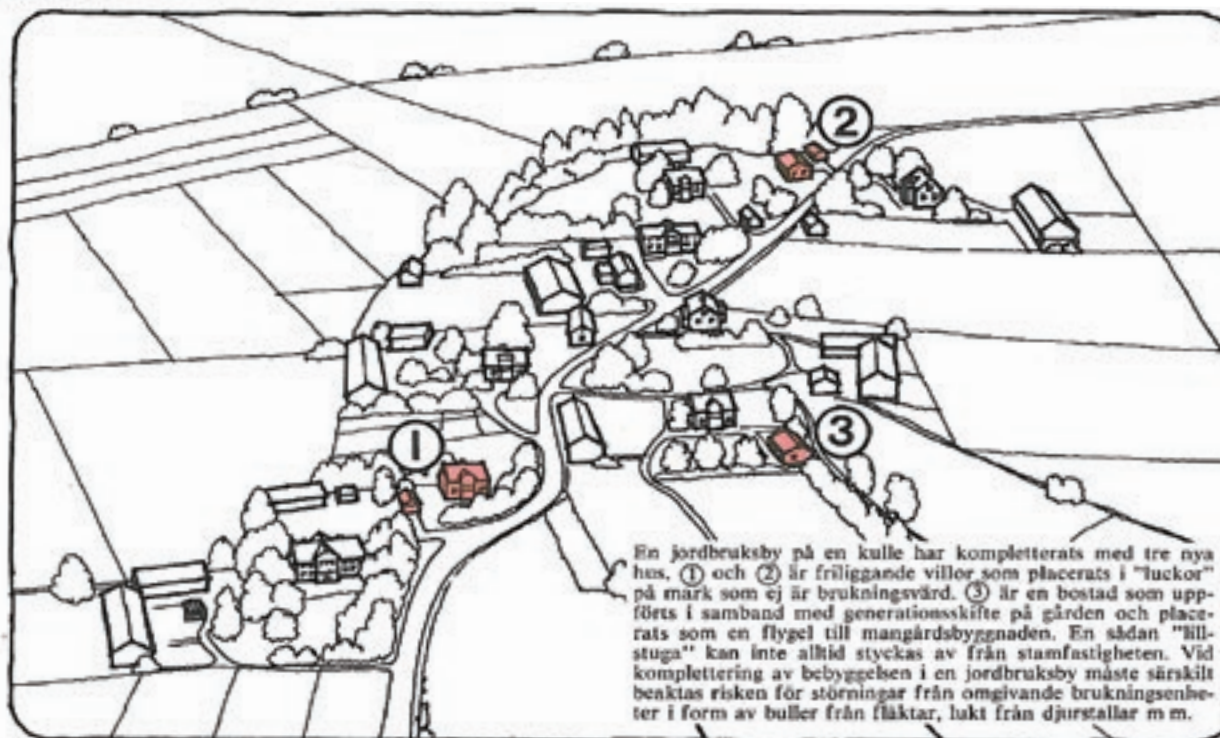 ②
①
③
En jordbruksby på en kulle har kompletterats med tre nya
hus, ① och ② är friliggande villor som placerats i "luckor"
på mark som ej är brukningsvärd. ③ är en bostad som upp-
förts i samband med generationsskifte på gården och place-
rats som en flygel till mangårdsbyggnaden. En sådan "lill-
stuga" kan inte alltid styckas av från stamfastigheten. Vid
komplettering av bebyggelsen i en jordbruksby måste särskilt
benktas risken för störningar från omgivande brukningsenhe-
ter i form av buller från fläktar, lukt från djurstallar m m.